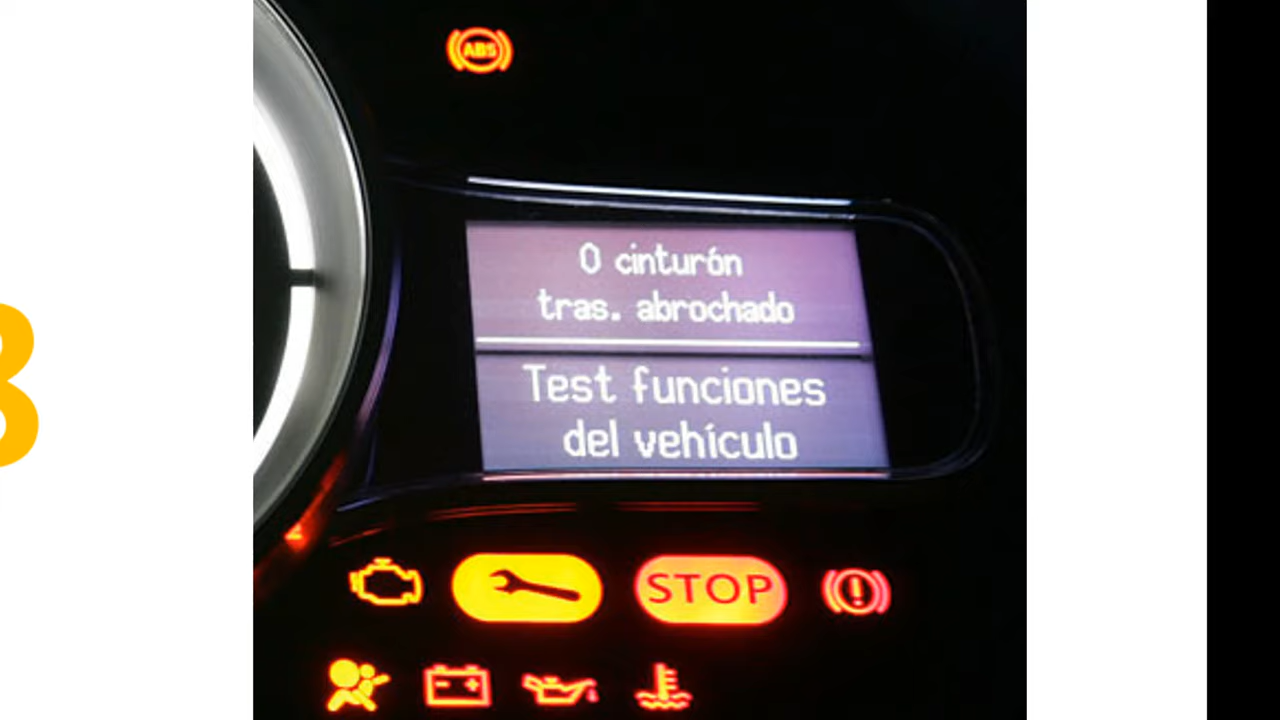 ABS
0 cinturón
tras. abrochado
Test funciones
del vehículo
STOP